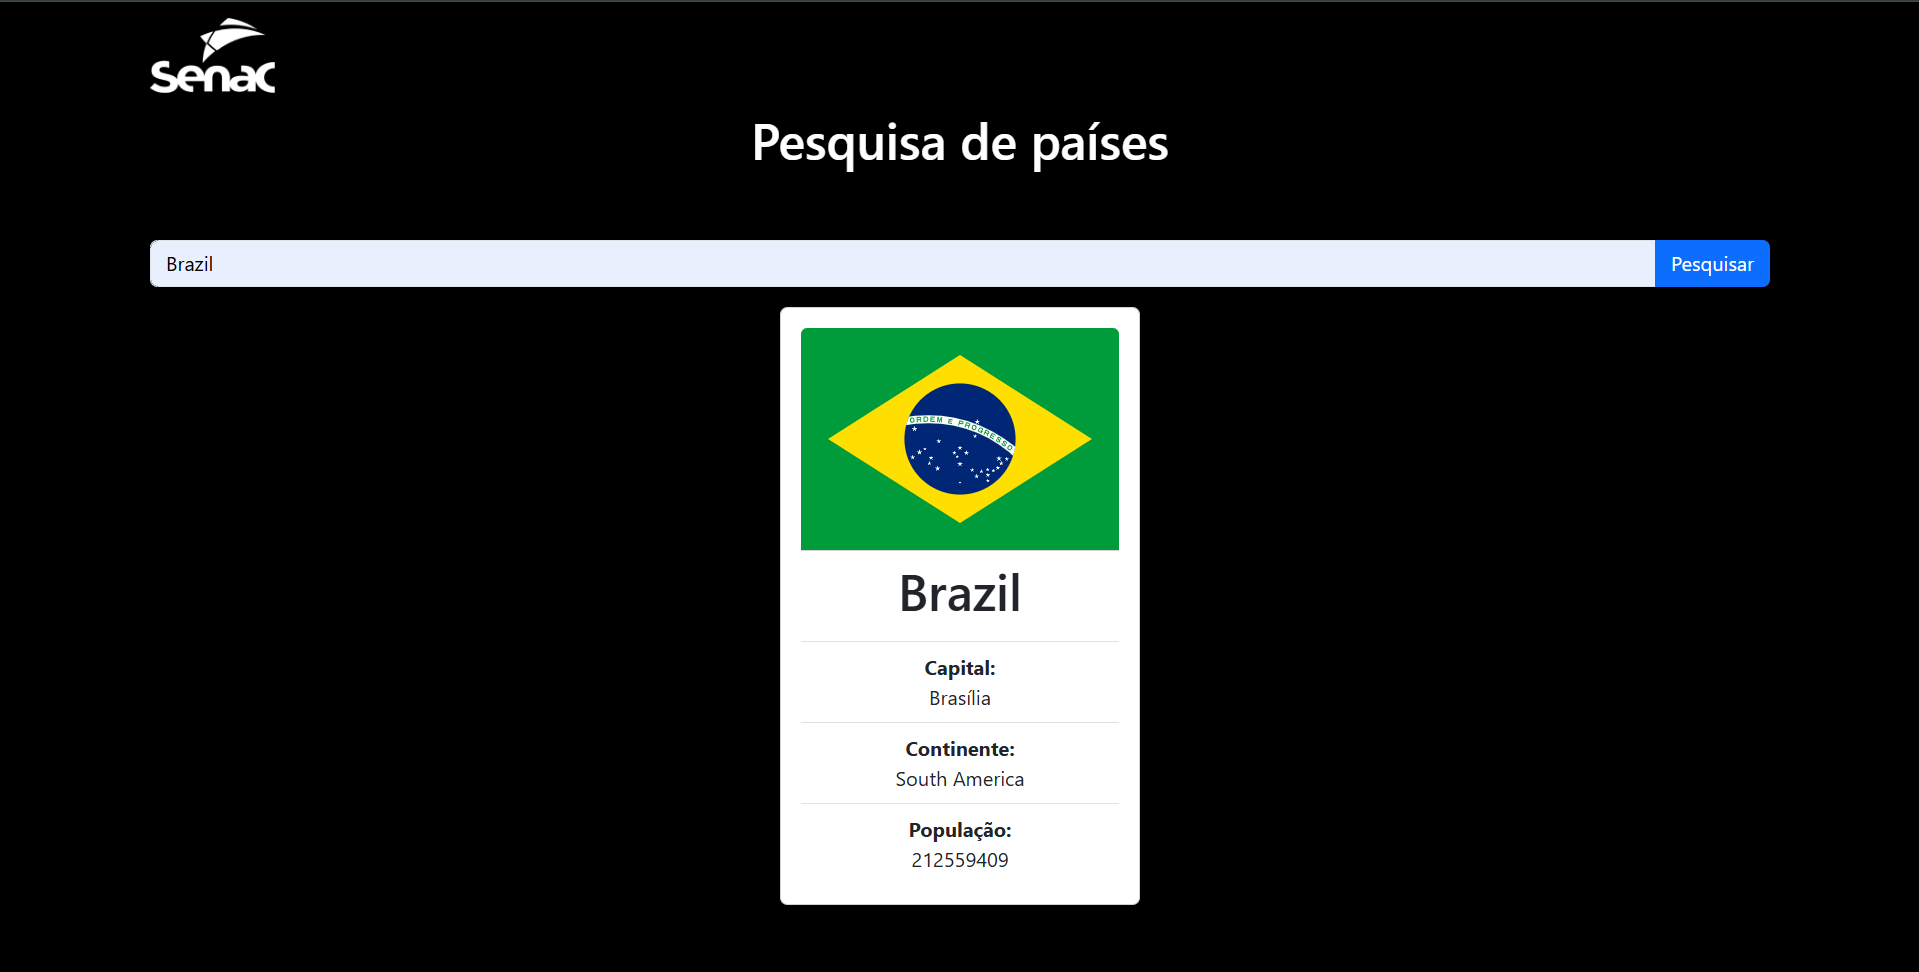 Senac
Pesquisa de países
Brazil
Pesquisar
ORDEM E PROGRESSO
Brazil
Capital:
Brasília
Continente:
South America
População:
212559409